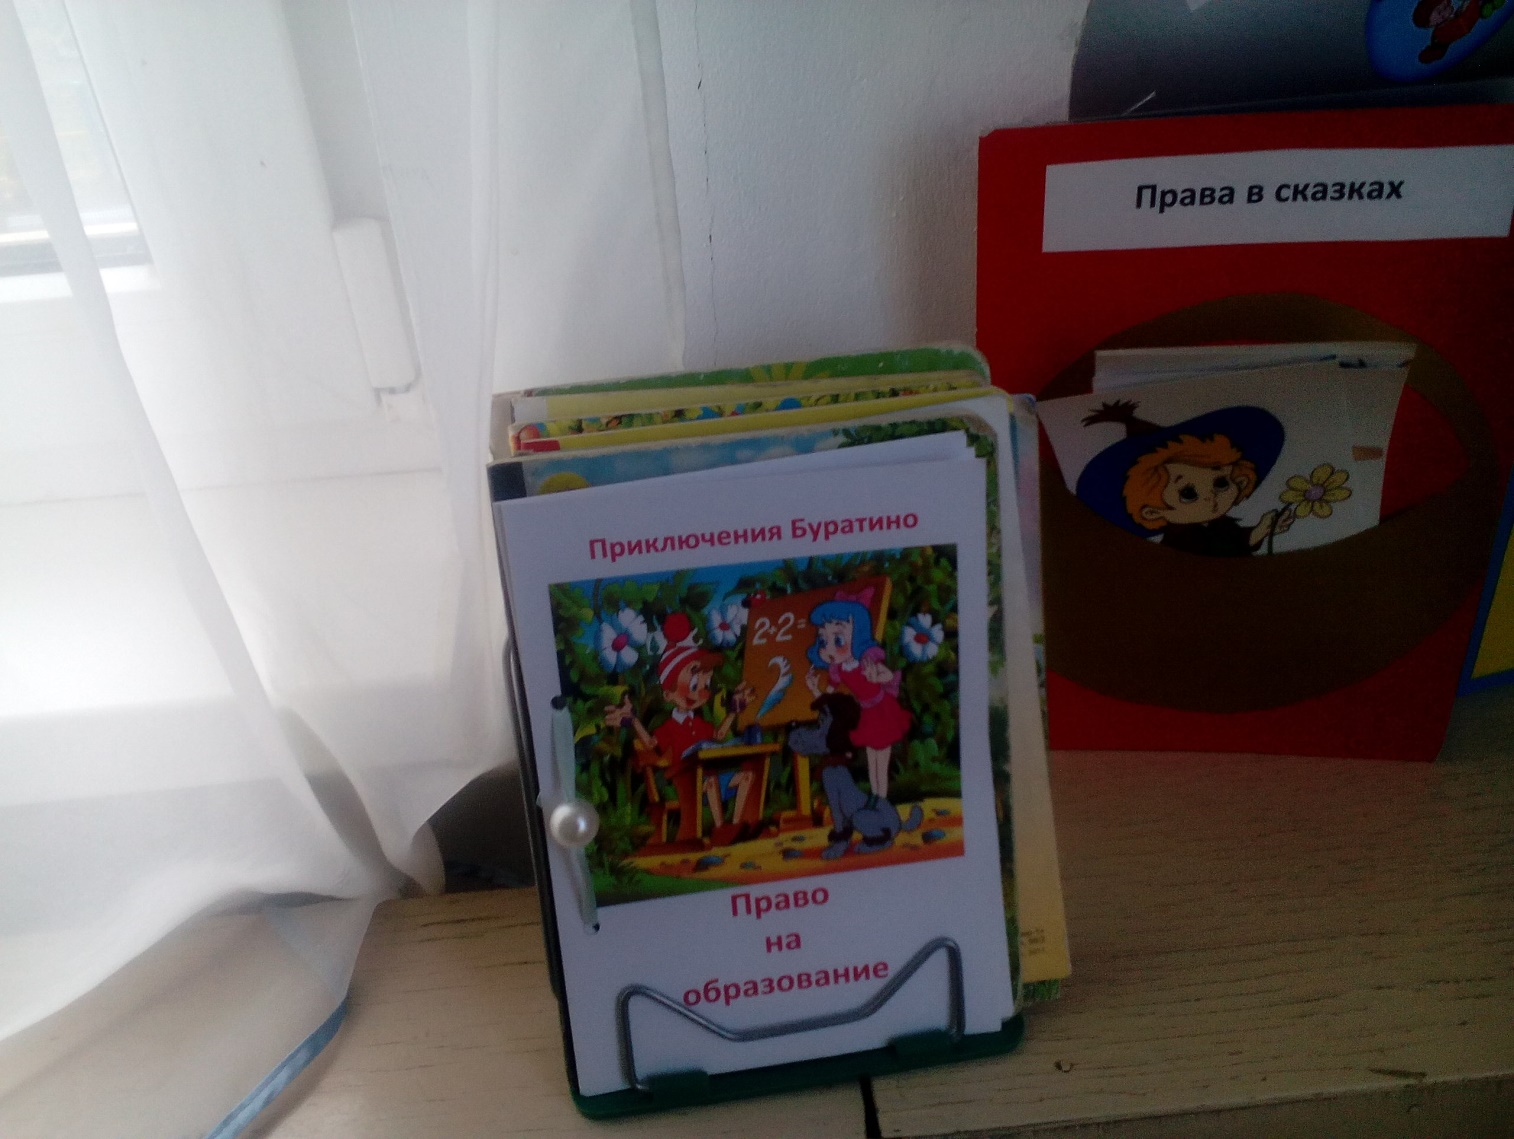 Права в сказках
Приключения Буратино
2+2=
Право
на
образование